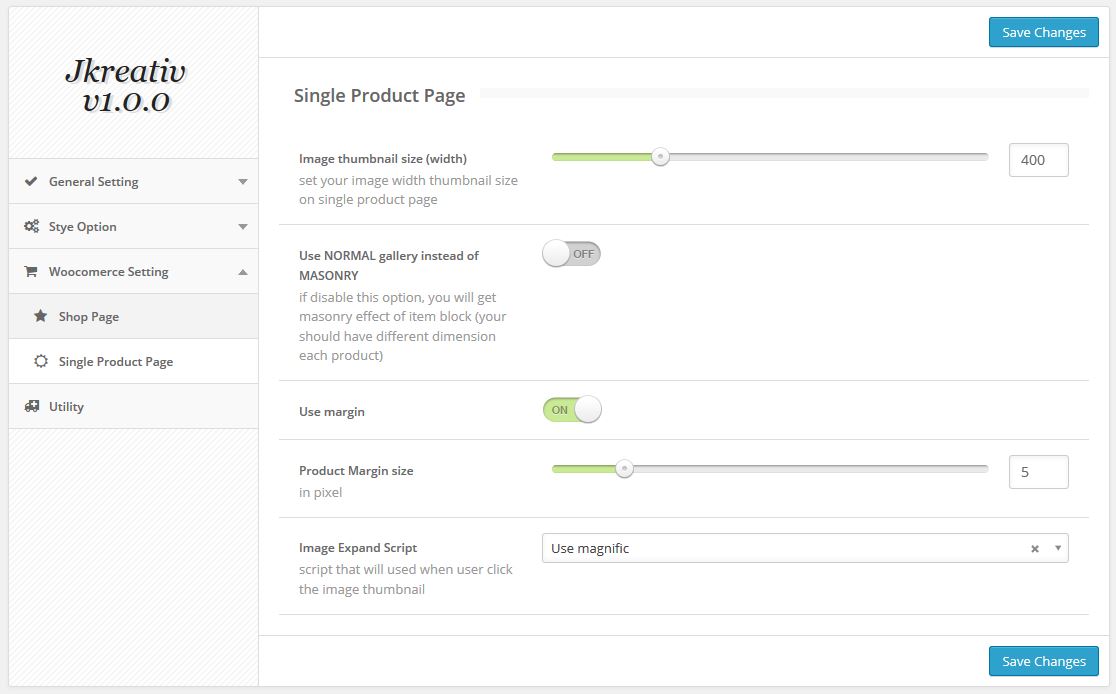 Save Changes
Jkreativ
v1.0.0
General Setting
Stye Option
Woocomerce Setting
Shop Page
Single Product Page
Utility
Single Product Page
Image thumbnail size (width)
set your image width thumbnail size
on single product page
400
Use NORMAL gallery instead of
MASONRY
if disable this option, you will get
masonry effect of item block (your
should have different dimension
each product)
OFF
Use margin
ON
Product Margin size
in pixel
5
Image Expand Script
script that will used when user click
the image thumbnail
Use magnific
Save Changes